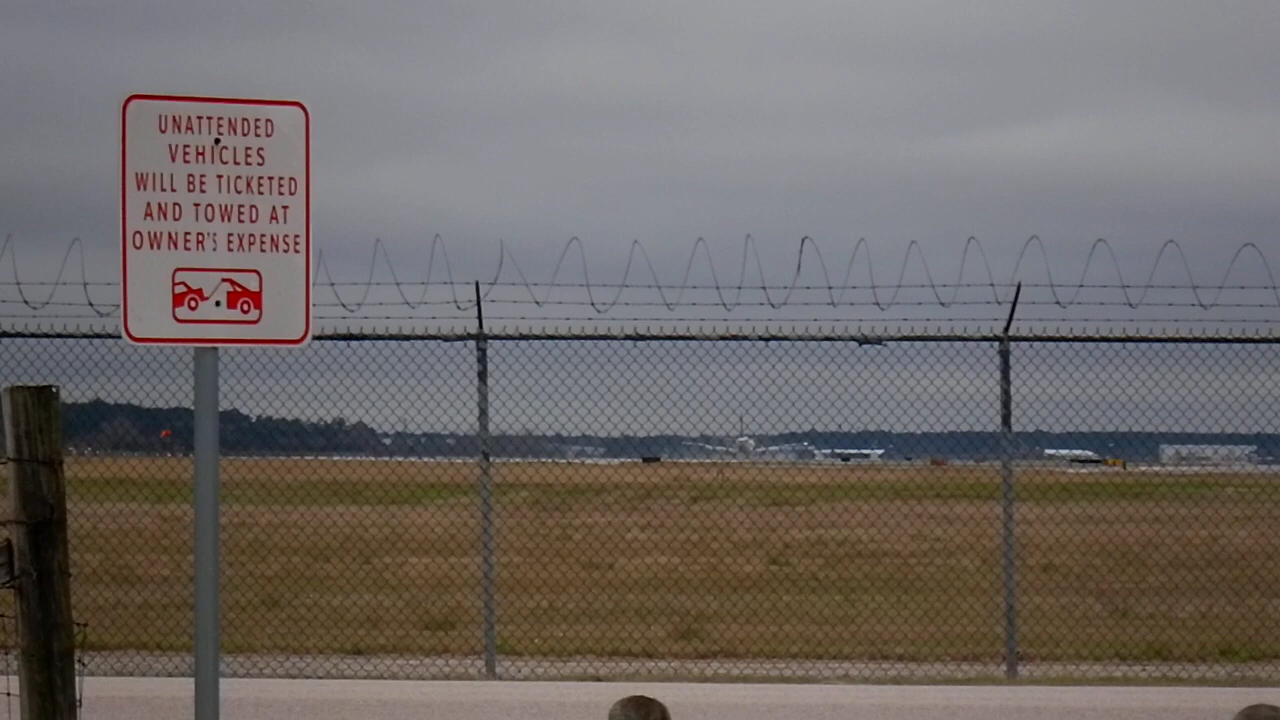 UNATTENDED
VEHICLES
WILL BE TICKETED
AND TOWED AT
OWNER'S EXPENSE